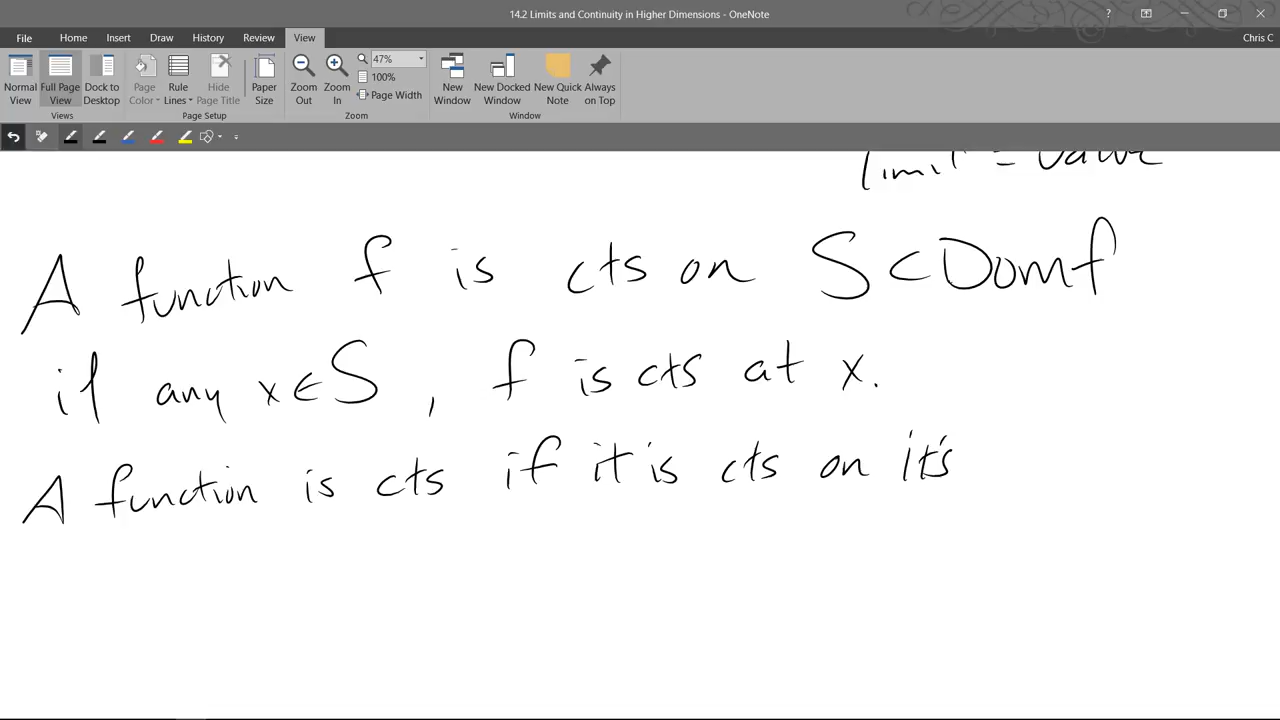 14.2 Limits and Continuity in Higher Dimensions - OneNote
File Home Insert Draw History Review View Chris C
Normal View Full Page View Dock to Desktop Page Color Rule Lines Hide Page Title Paper Size Zoom Out Zoom In 47% 100% Page Width New Window New Docked Window New Quick Note Always on Top
Views Page Setup Zoom Window
limit = value
A function f is cts on S⊂Domf
if any x∈S, f is cts at x.
A function is cts if it is cts on it's